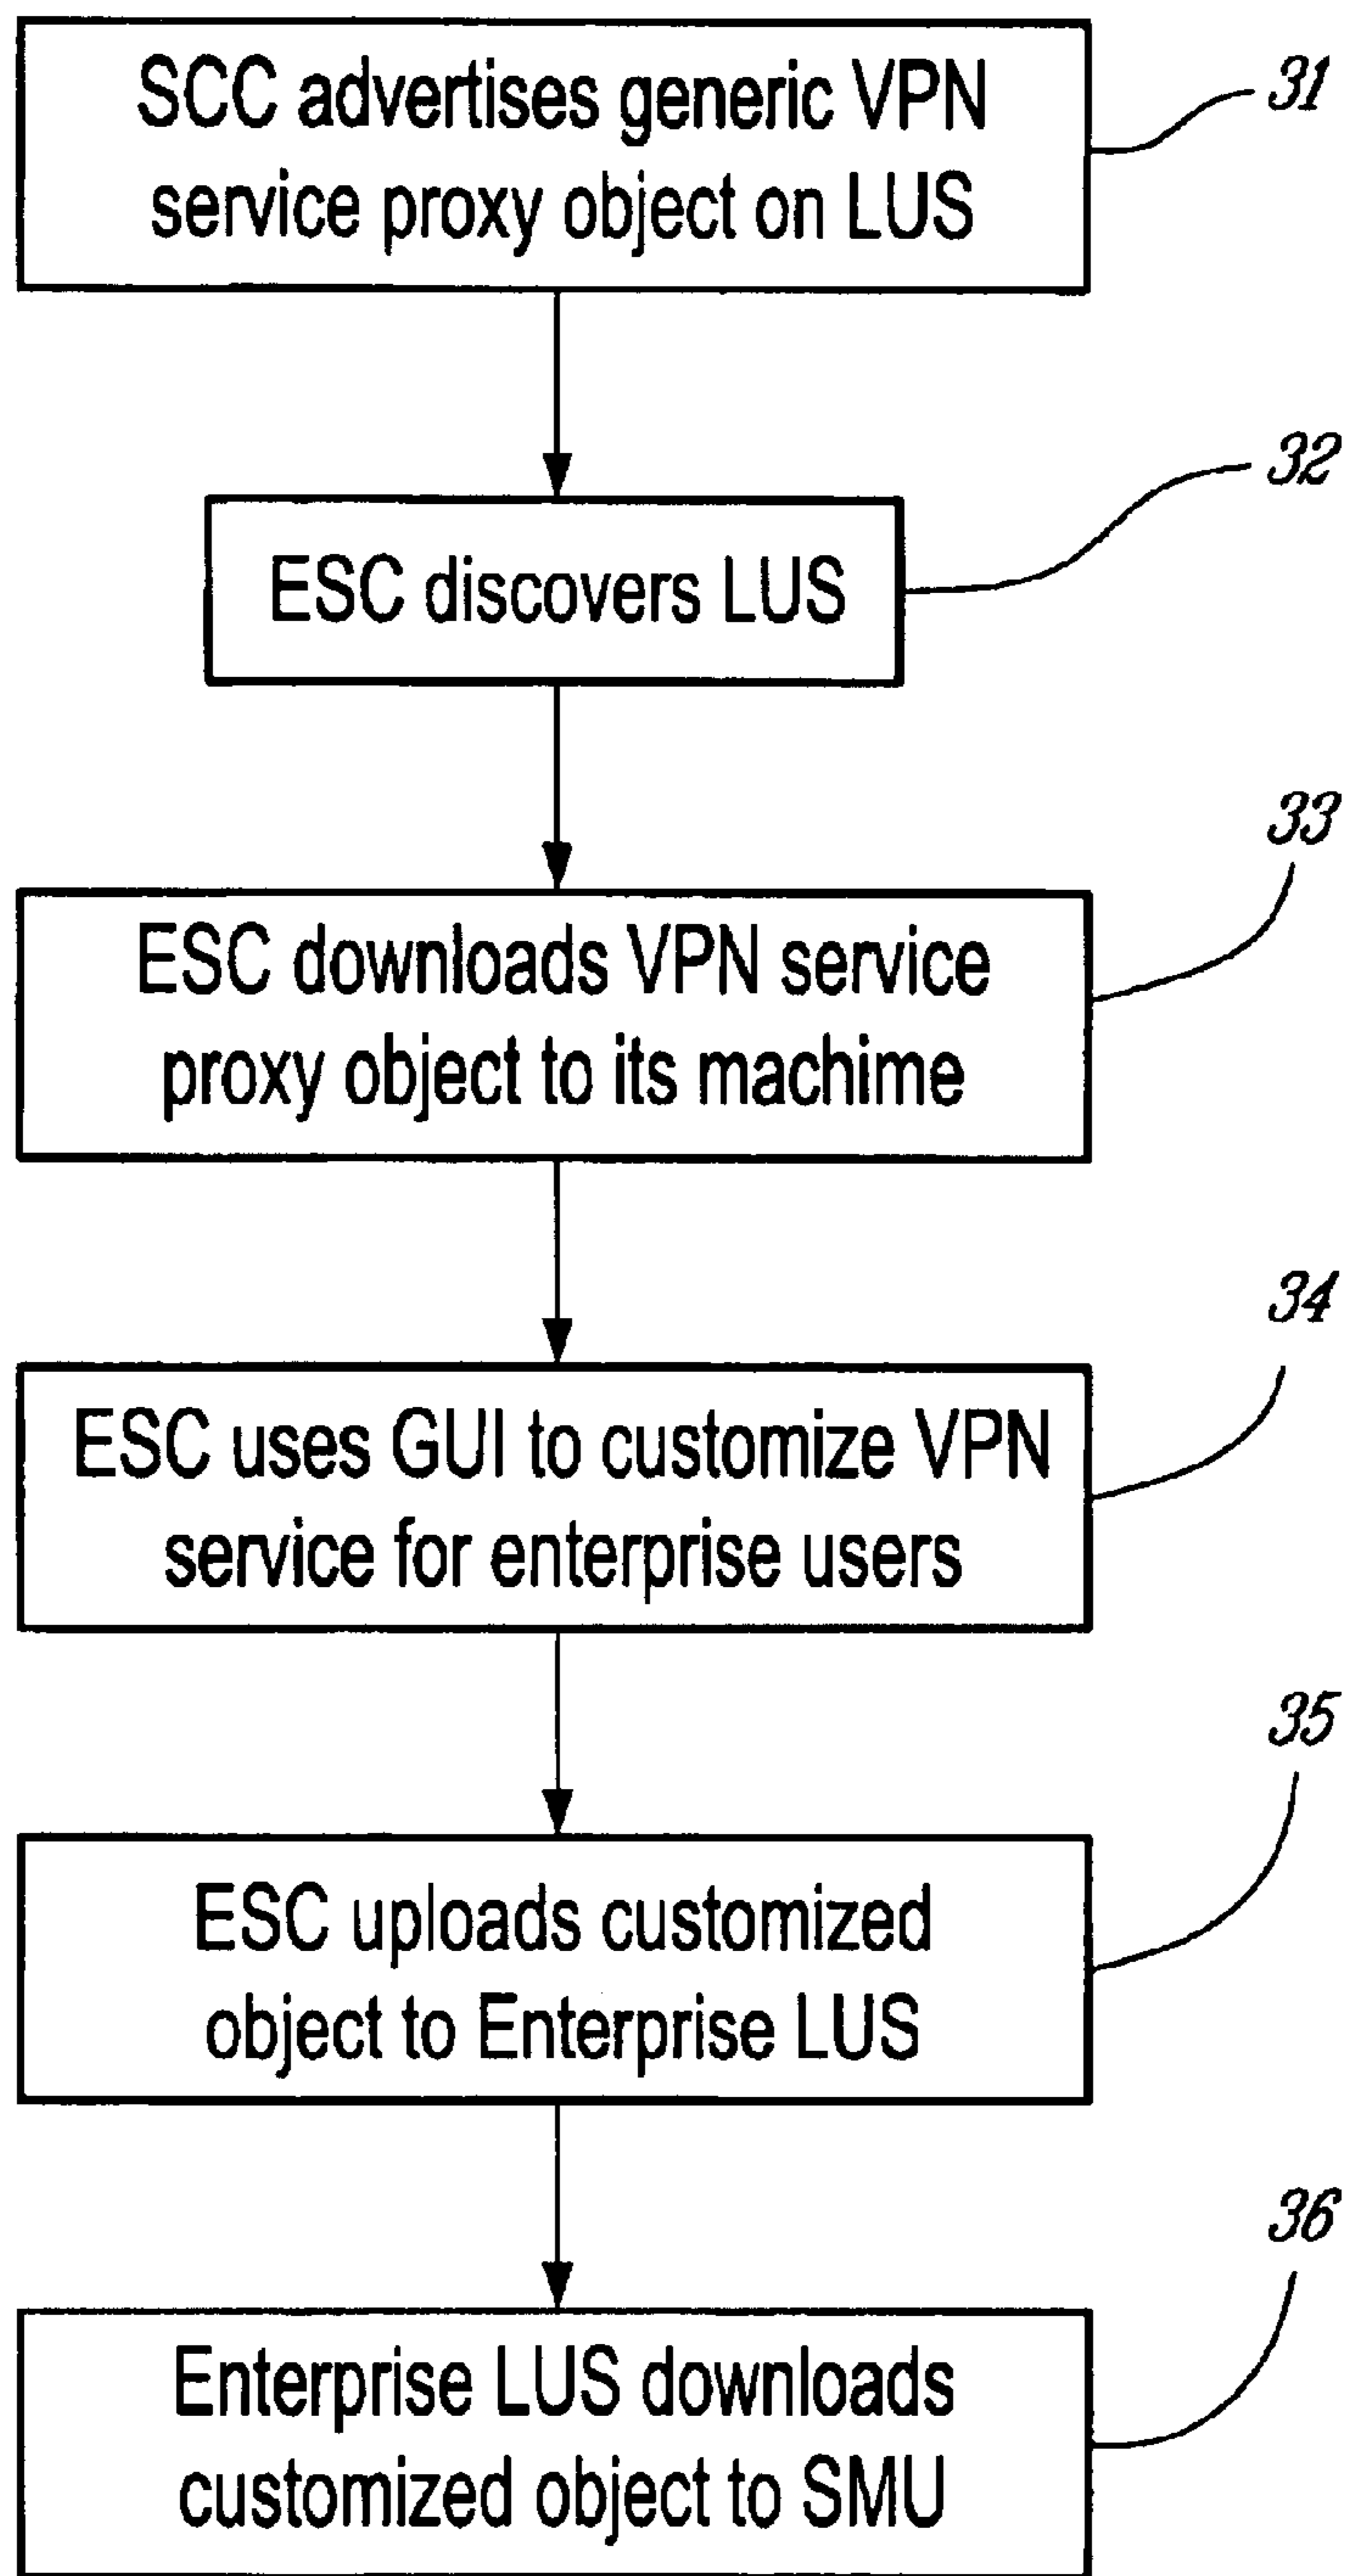 SCC advertises generic VPN
service proxy object on LUS
31
ESC discovers LUS
32
ESC downloads VPN service
proxy object to its machime
33
ESC uses GUI to customize VPN
service for enterprise users
34
ESC uploads customized
object to Enterprise LUS
35
Enterprise LUS downloads
customized object to SMU
36